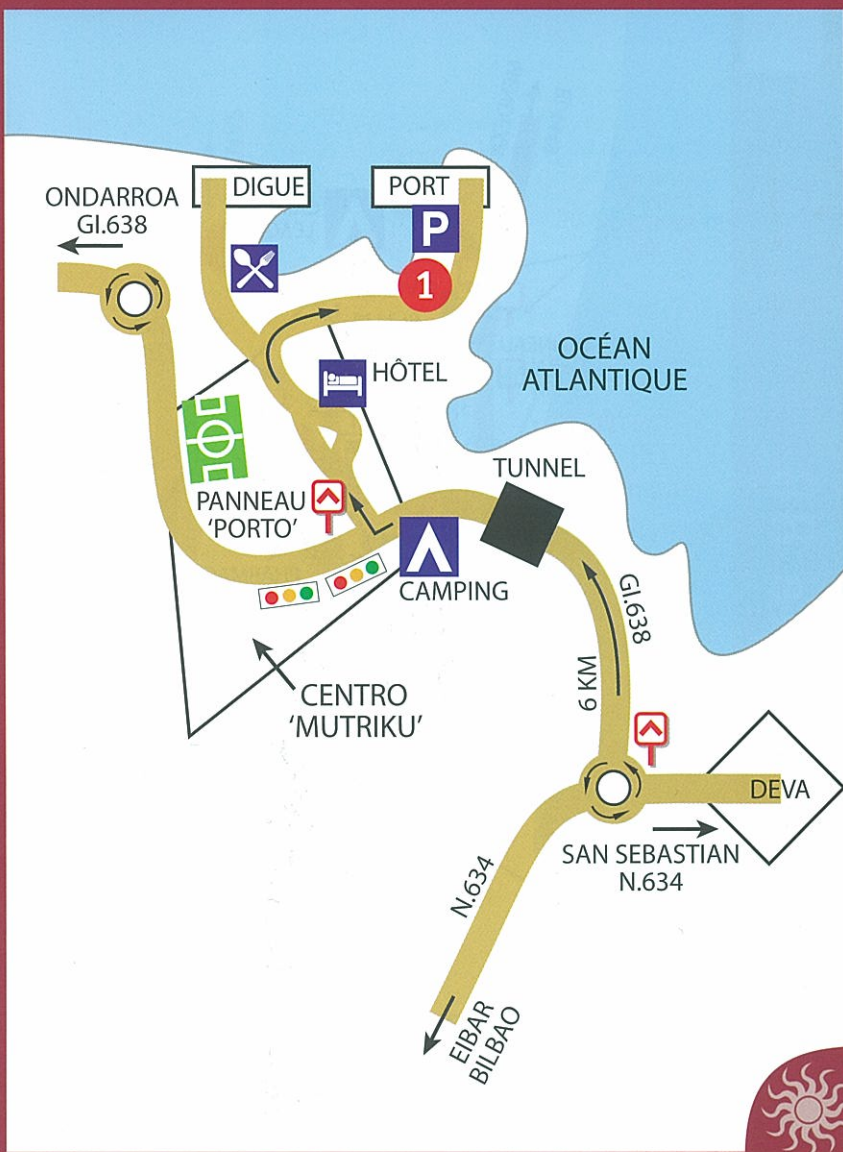 ONDARROA
GI.638
DIGUE
PORT
P
1
HÔTEL
OCÉAN
ATLANTIQUE
TUNNEL
PANNEAU
'PORTO'
CAMPING
GI.638
6 KM
CENTRO
'MUTRIKU'
DEVA
SAN SEBASTIAN
N.634
N.634
EIBAR
BILBAO